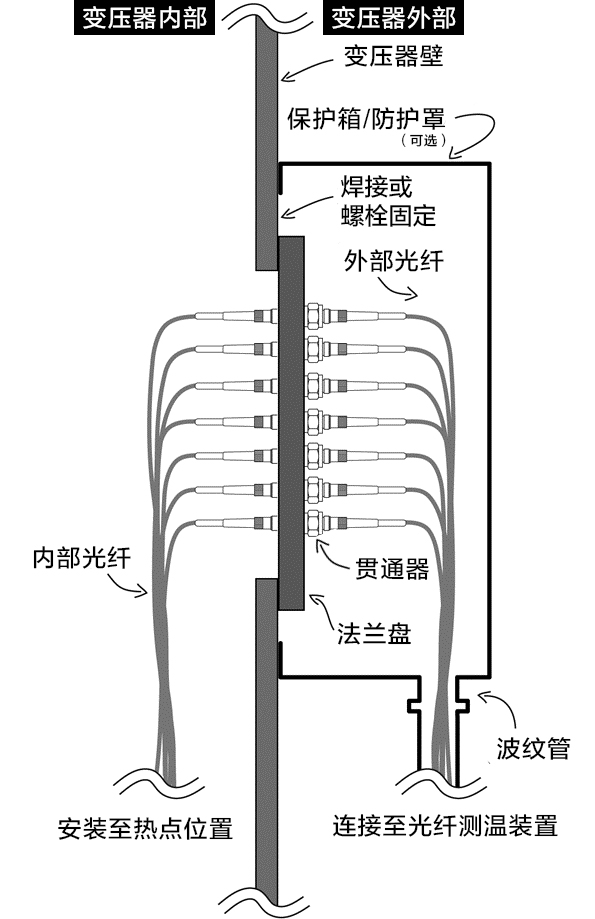 变压器内部
变压器外部
变压器壁
保护箱/防护罩
（可选）
焊接或
螺栓固定
外部光纤
内部光纤
贯通器
法兰盘
波纹管
安装至热点位置
连接至光纤测温装置